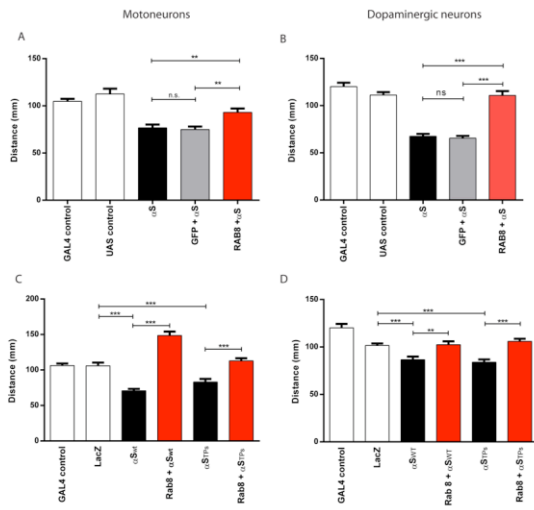 Motoneurons
Dopaminergic neurons
A
150
100
50
0
Distance (mm)
**
n.s.
**
GAL4 control
UAS control
αS
GFP + αS
RAB8 +αS
B
150
100
50
0
Distance (mm)
***
ns
***
GAL4 control
UAS control
αS
GFP + αS
RAB8 + αS
C
200
150
100
50
0
Distance (mm)
***
***
***
***
GAL4 control
LacZ
αSwt
Rab8 + αSwt
αSTPs
Rab8 + αSTPs
D
150
100
50
0
Distance (mm)
***
***
***
**
GAL4 control
LacZ
αSWT
Rab 8 + αSWT
αSTPs
Rab8 + αSTPs